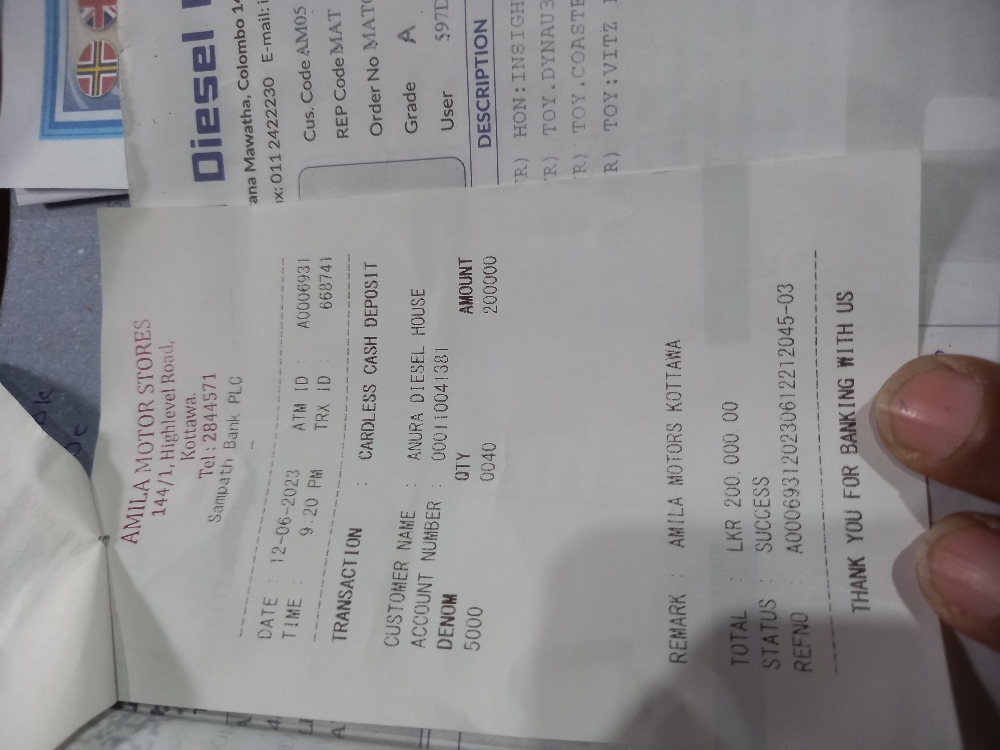 Diesel
ana Mawatha, Colombo 14
x: 011 2422230 E-mail:
Cus. Code AM05
REP Code MAT
Order No MATC
Grade A
User 597D
DESCRIPTION
R) HON:INSIGH
R) TOY.DYNAU3
R) TOY.COASTE
R) TOY:VITZ
AMILA MOTOR STORES
144/1, Highlevel Road,
Kottawa.
Tel : 2844571
Sampath Bank PLC
DATE : 12-06-2023 ATM ID : A0006931
TIME : 9.20 PM TRX ID : 668741
TRANSACTION : CARDLESS CASH DEPOSIT
CUSTOMER NAME : ANURA DIESEL HOUSE
ACCOUNT NUMBER : 000110041381
DENOM QTY AMOUNT
5000 0040 200000
REMARK : AMILA MOTORS KOTTAWA
TOTAL : LKR 200 000 00
STATUS : SUCCESS
REFNO : A000693120230612212045-03
THANK YOU FOR BANKING WITH US